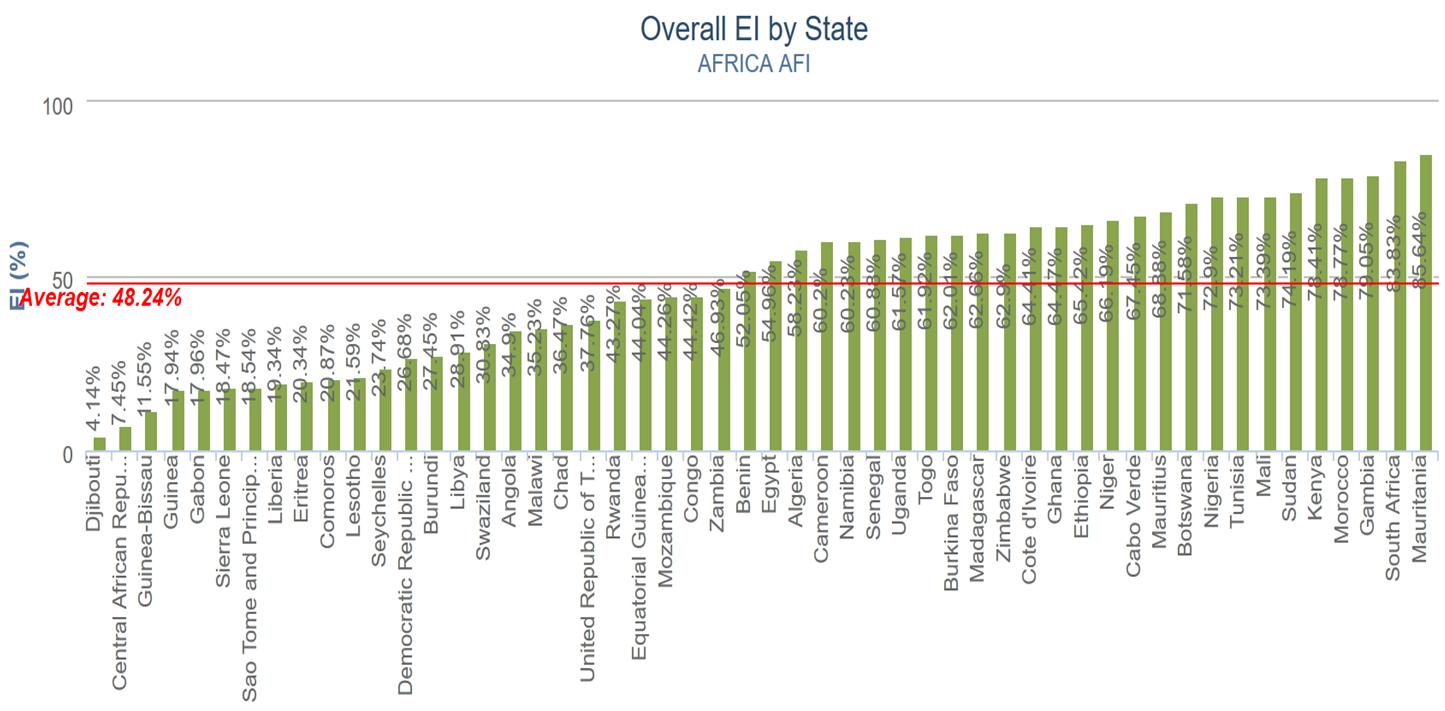 Overall EI by State
AFRICA AFI
100
50
0
EI (%)
Average: 48.24%
4.14%
7.45%
11.55%
17.94%
17.96%
18.47%
18.54%
19.34%
20.34%
20.87%
21.59%
23.74%
26.68%
27.45%
28.91%
30.83%
34.9%
35.23%
36.47%
37.76%
43.27%
44.04%
44.26%
44.42%
46.93%
52.05%
54.96%
58.23%
60.2%
60.23%
60.83%
61.57%
61.92%
62.01%
62.66%
62.9%
64.41%
64.47%
65.42%
66.19%
67.45%
68.88%
71.58%
72.9%
73.21%
73.39%
74.19%
78.41%
78.77%
79.05%
83.83%
85.64%
Djibouti
Central African Repu...
Guinea-Bissau
Guinea
Gabon
Sierra Leone
Sao Tome and Princip...
Liberia
Eritrea
Comoros
Lesotho
Seychelles
Democratic Republic ...
Burundi
Libya
Swaziland
Angola
Malawi
Chad
United Republic of T...
Rwanda
Equatorial Guinea...
Mozambique
Congo
Zambia
Benin
Egypt
Algeria
Cameroon
Namibia
Senegal
Uganda
Togo
Burkina Faso
Madagascar
Zimbabwe
Cote d'Ivoire
Ghana
Ethiopia
Niger
Cabo Verde
Mauritius
Botswana
Nigeria
Tunisia
Mali
Sudan
Kenya
Morocco
Gambia
South Africa
Mauritania